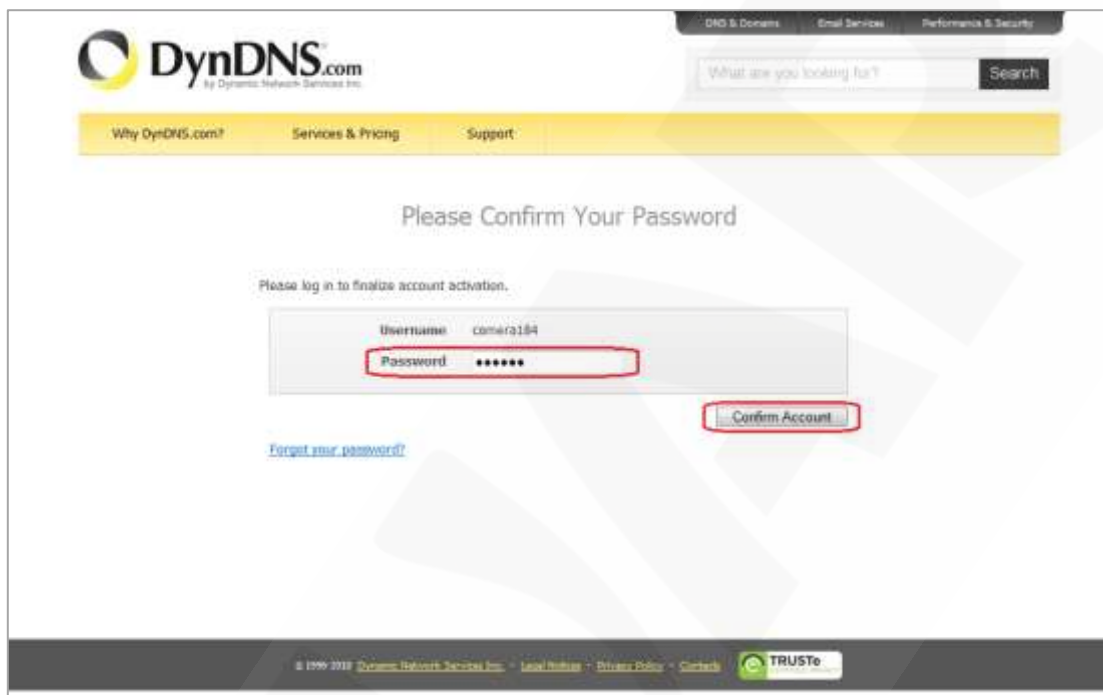 DNS & Domains Email Services Performance & Security
DynDNS.com
by Dynamic Network Services Inc.
What are you looking for? Search
Why DynDNS.com? Services & Pricing Support
Please Confirm Your Password
Please log in to finalize account activation.
Username camera184
Password ●●●●●●
Confirm Account
Forgot your password?
© 1999-2010 Dynamic Network Services Inc. - Legal Notices - Privacy Policy - Contacts TRUSTe